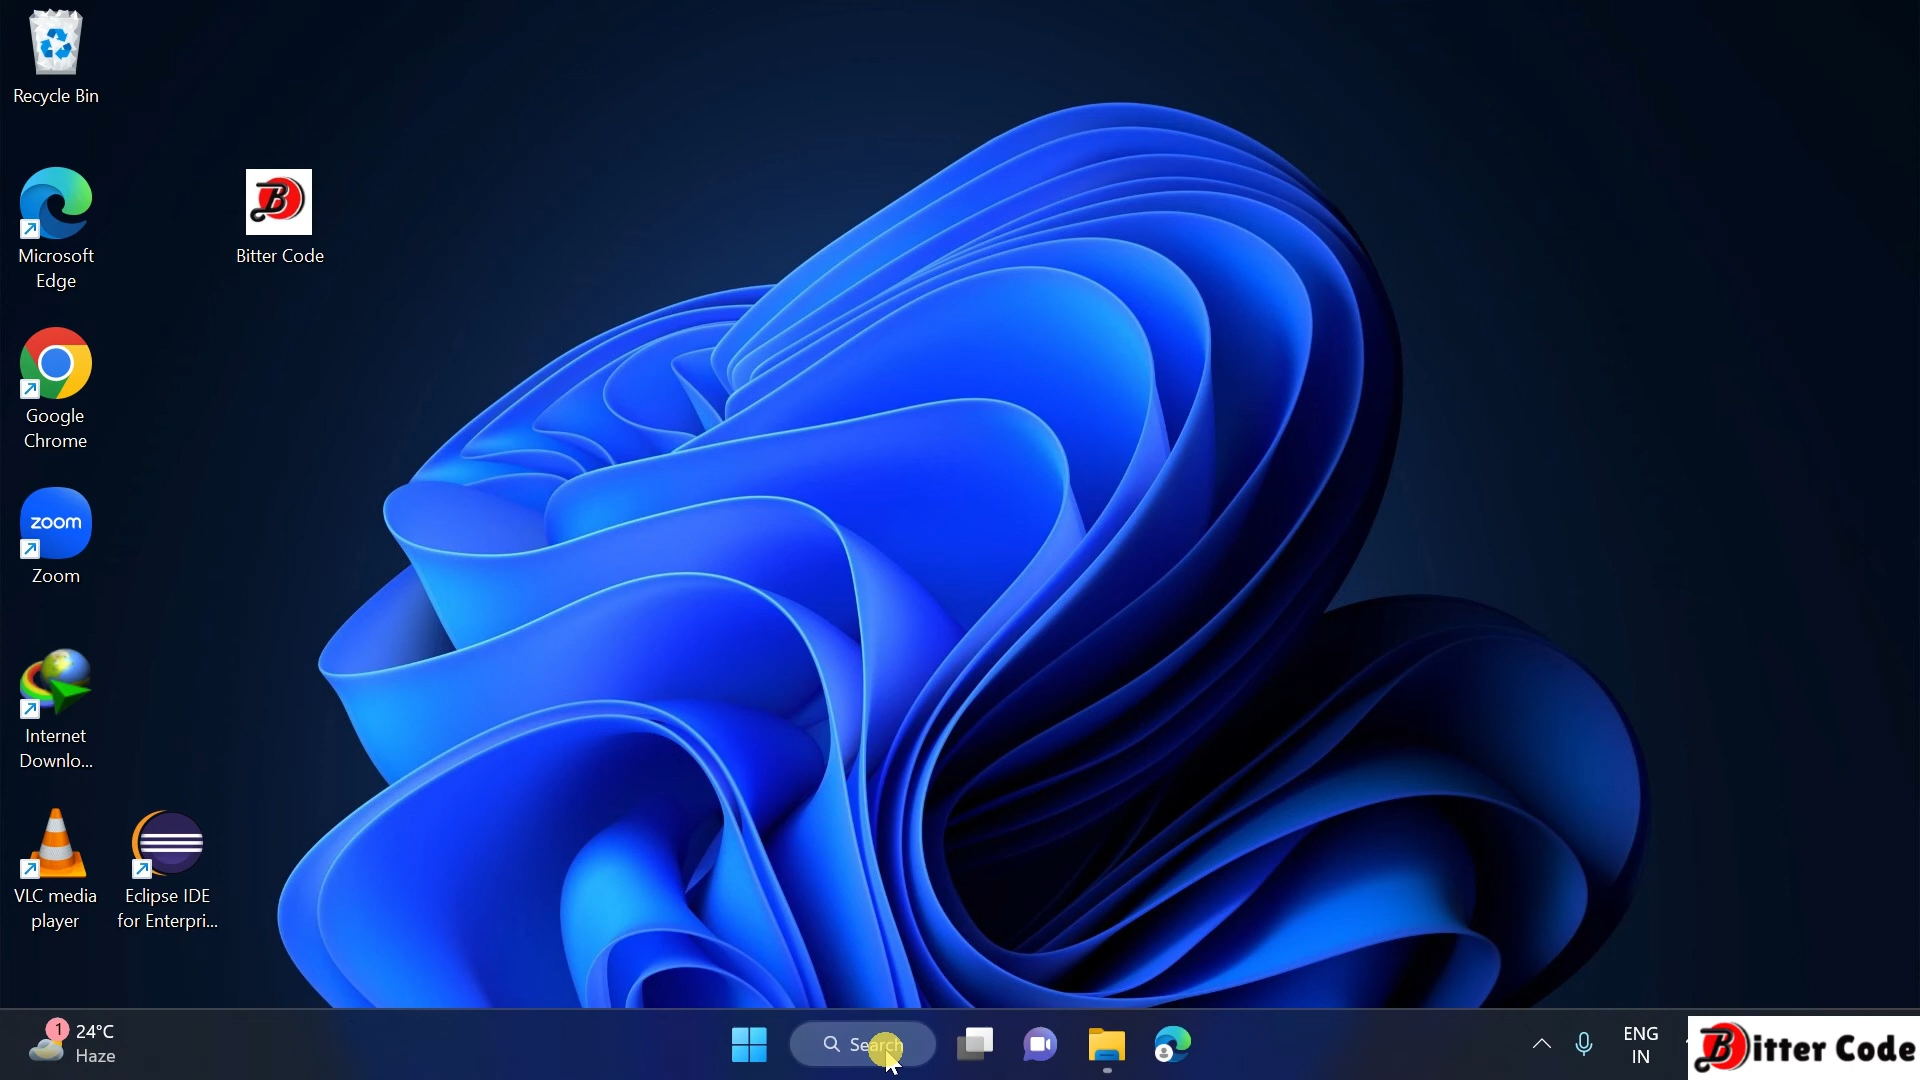 Recycle Bin
Microsoft
Edge
Bitter Code
Google
Chrome
zoom
Zoom
Internet
Downlo...
VLC media
player
Eclipse IDE
for Enterpri...
1
24°C
Haze
Search
ENG
IN
Bitter Code